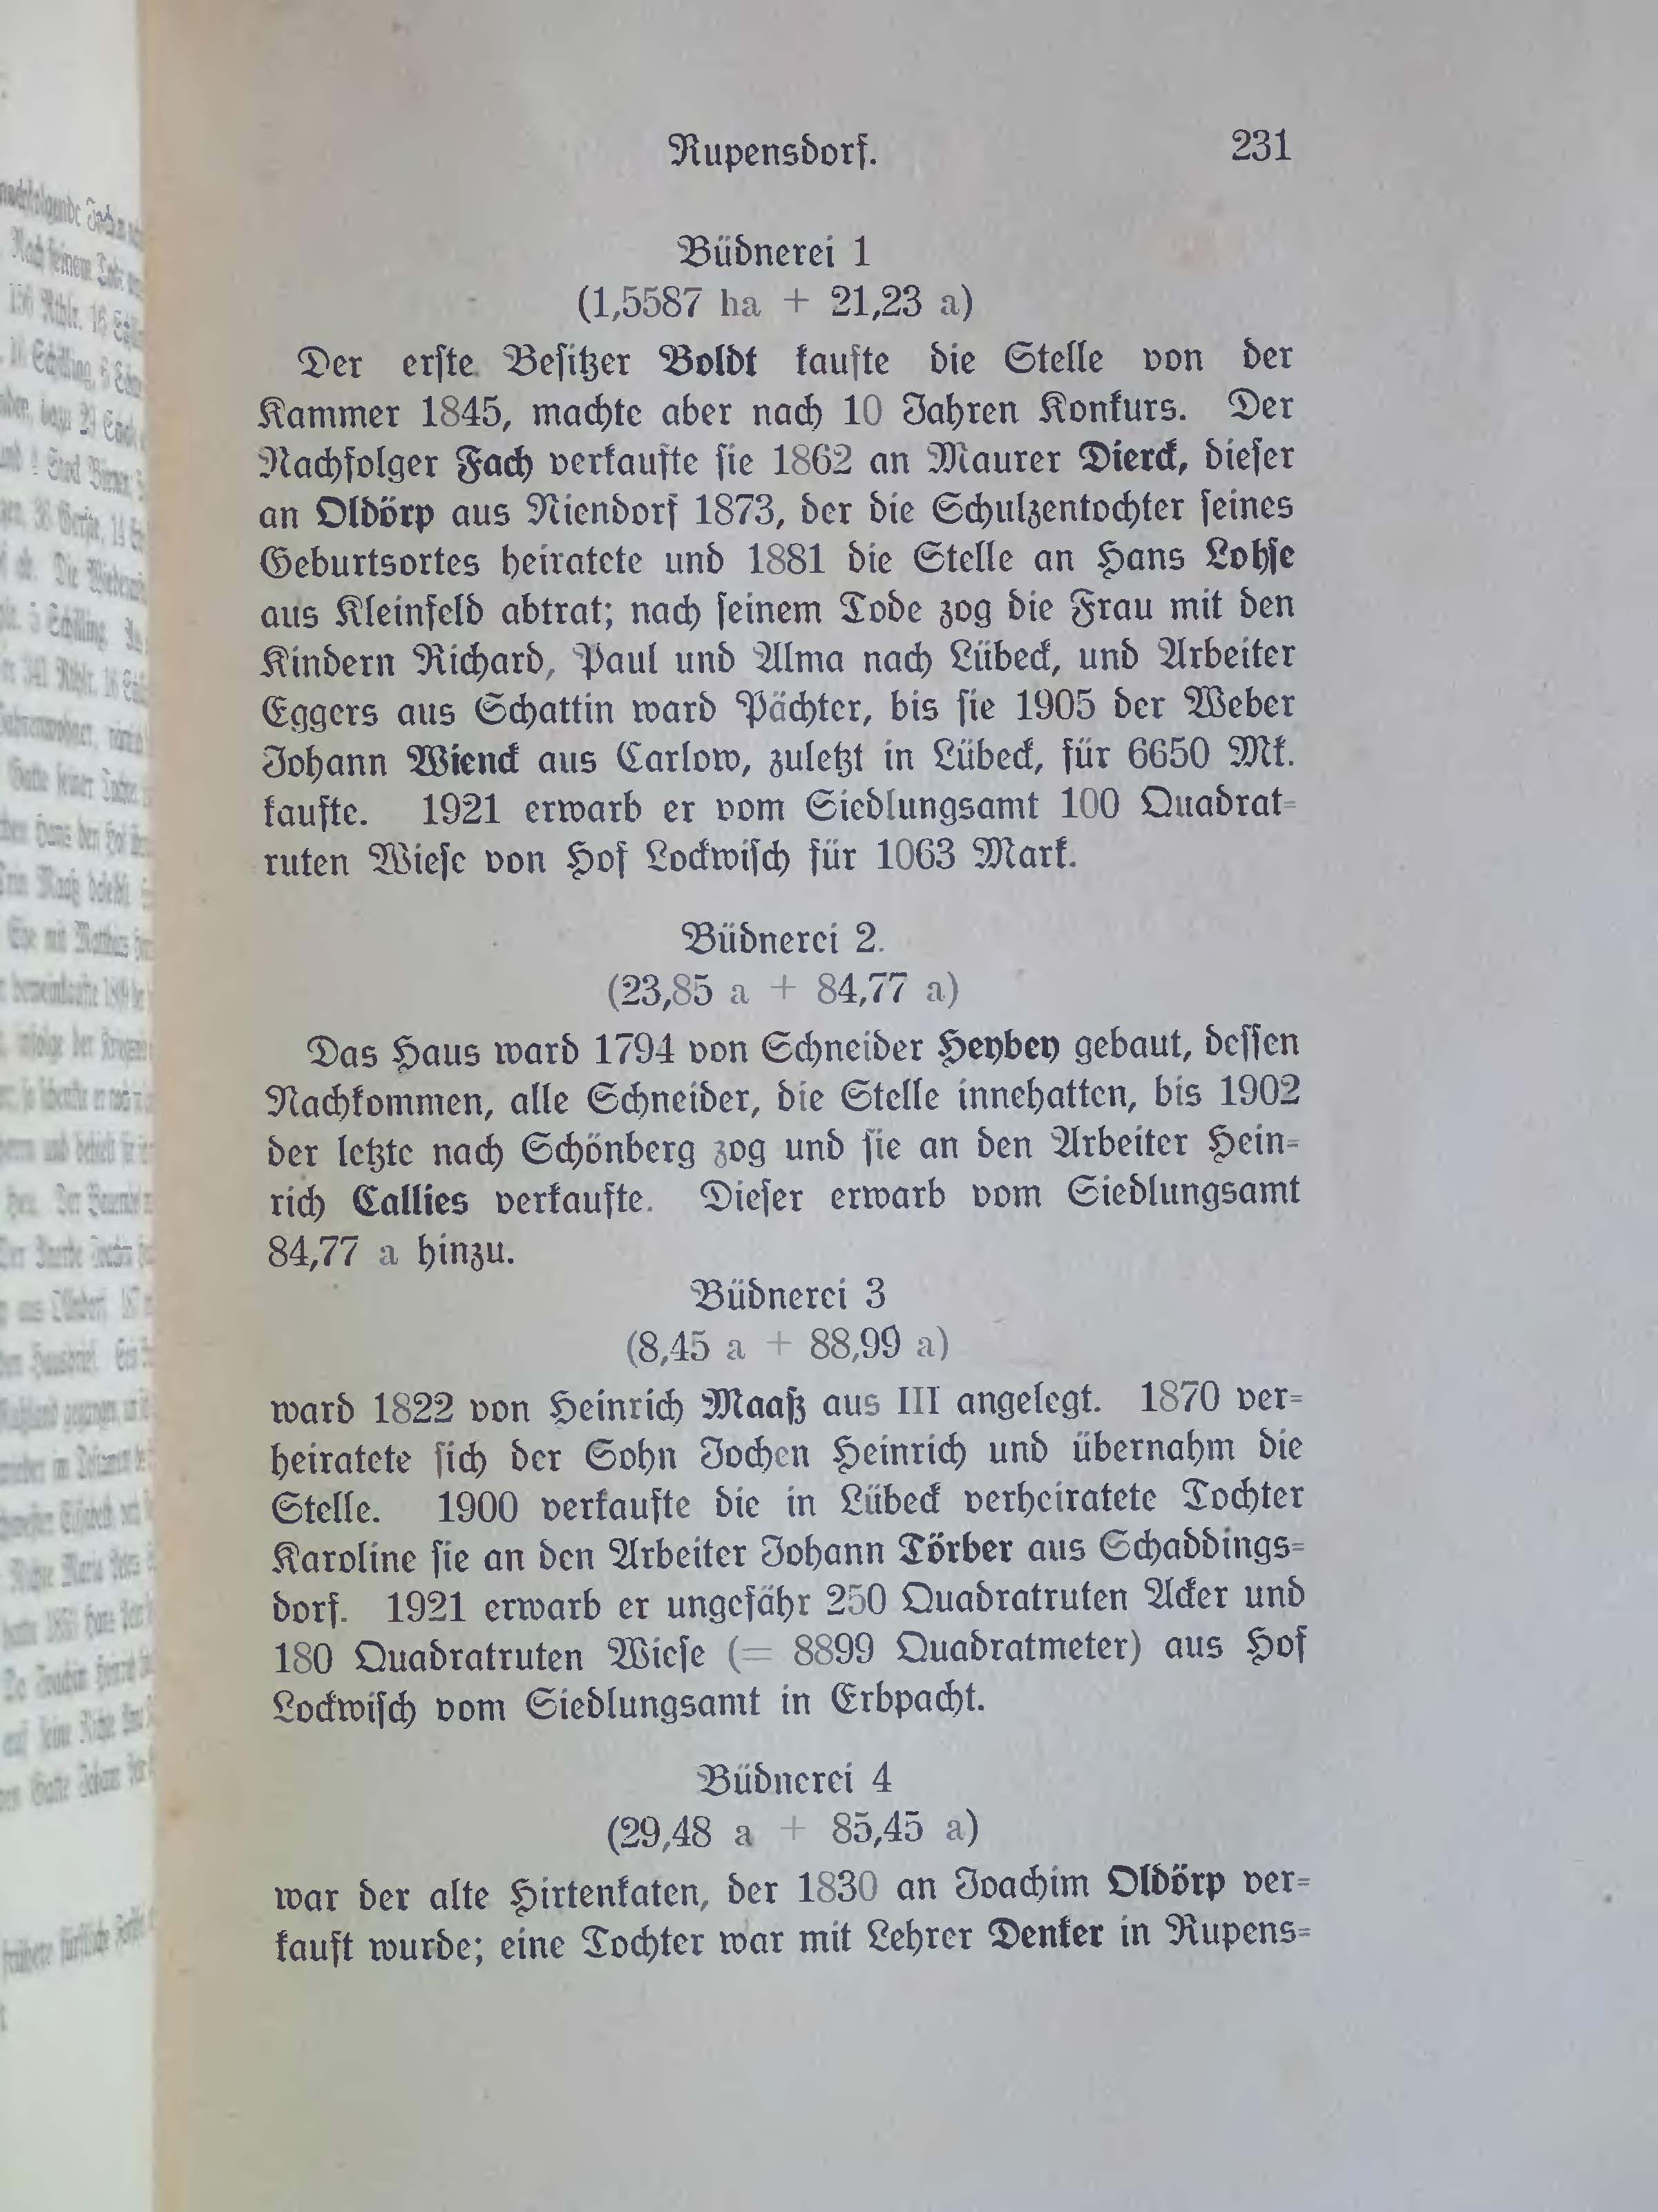 Rupensdorf. 231
Büdnerei 1
(1,5587 ha + 21,23 a)
Der erste Besitzer Boldt kaufte die Stelle von der
Kammer 1845, machte aber nach 10 Jahren Konkurs. Der
Nachfolger Fach verkaufte sie 1862 an Maurer Dierck, dieser
an Oldörp aus Niendorf 1873, der die Schulzentochter seines
Geburtsortes heiratete und 1881 die Stelle an Hans Lohse
aus Kleinfeld abtrat; nach seinem Tode zog die Frau mit den
Kindern Richard, Paul und Alma nach Lübeck, und Arbeiter
Eggers aus Schattin ward Pächter, bis sie 1905 der Weber
Johann Wienck aus Carlow, zuletzt in Lübeck, für 6650 Mk.
kaufte. 1921 erwarb er vom Siedlungsamt 100 Quadrat-
ruten Wiese von Hof Lockwisch für 1063 Mark.
Büdnerei 2.
(23,85 a + 84,77 a)
Das Haus ward 1794 von Schneider Heybey gebaut, dessen
Nachkommen, alle Schneider, die Stelle innehatten, bis 1902
der letzte nach Schönberg zog und sie an den Arbeiter Hein-
rich Callies verkaufte. Dieser erwarb vom Siedlungsamt
84,77 a hinzu.
Büdnerei 3
(8,45 a + 88,99 a)
ward 1822 von Heinrich Maaß aus III angelegt. 1870 ver-
heiratete sich der Sohn Jochen Heinrich und übernahm die
Stelle. 1900 verkaufte die in Lübeck verheiratete Tochter
Karoline sie an den Arbeiter Johann Törber aus Schaddings-
dorf. 1921 erwarb er ungefähr 250 Quadratruten Acker und
180 Quadratruten Wiese (= 8899 Quadratmeter) aus Hof
Lockwisch vom Siedlungsamt in Erbpacht.
Büdnerei 4
(29,48 a + 85,45 a)
war der alte Hirtenkaten, der 1830 an Joachim Oldörp ver-
kauft wurde; eine Tochter war mit Lehrer Denker in Rupens-